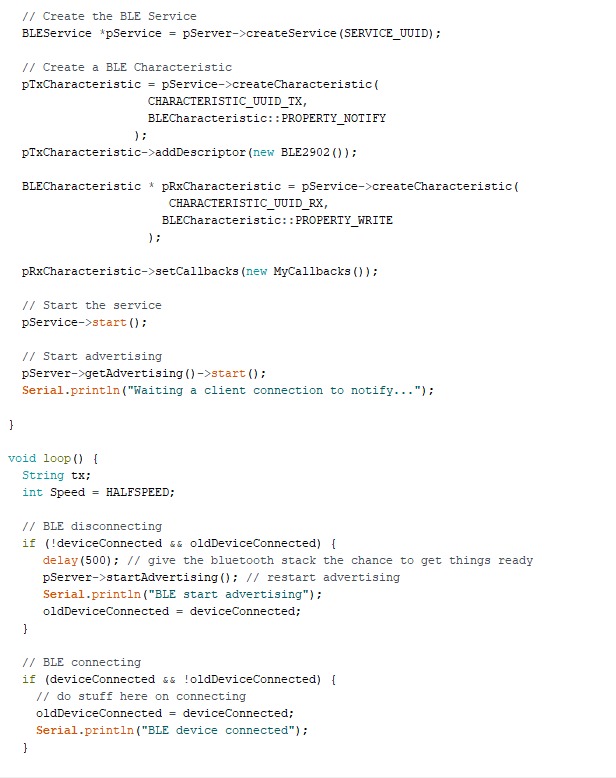 // Create the BLE Service
BLEService *pService = pServer->createService(SERVICE_UUID);
// Create a BLE Characteristic
pTxCharacteristic = pService->createCharacteristic(
CHARACTERISTIC_UUID_TX,
BLECharacteristic::PROPERTY_NOTIFY
);
pTxCharacteristic->addDescriptor(new BLE2902());
BLECharacteristic * pRxCharacteristic = pService->createCharacteristic(
CHARACTERISTIC_UUID_RX,
BLECharacteristic::PROPERTY_WRITE
);
pRxCharacteristic->setCallbacks(new MyCallbacks());
// Start the service
pService->start();
// Start advertising
pServer->getAdvertising()->start();
Serial.println("Waiting a client connection to notify...");
}
void loop() {
String tx;
int Speed = HALFSPEED;
// BLE disconnecting
if (!deviceConnected && oldDeviceConnected) {
delay(500); // give the bluetooth stack the chance to get things ready
pServer->startAdvertising(); // restart advertising
Serial.println("BLE start advertising");
oldDeviceConnected = deviceConnected;
}
// BLE connecting
if (deviceConnected && !oldDeviceConnected) {
// do stuff here on connecting
oldDeviceConnected = deviceConnected;
Serial.println("BLE device connected");
}